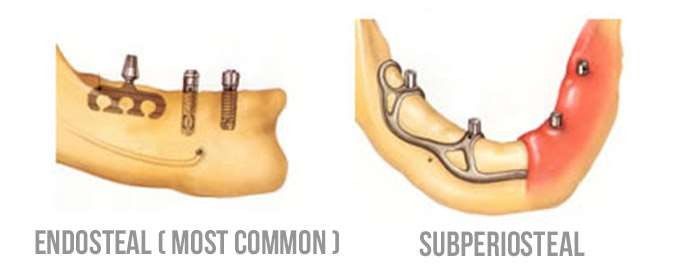 ENDOSTEAL ( MOST COMMON )
SUBPERIOSTEAL